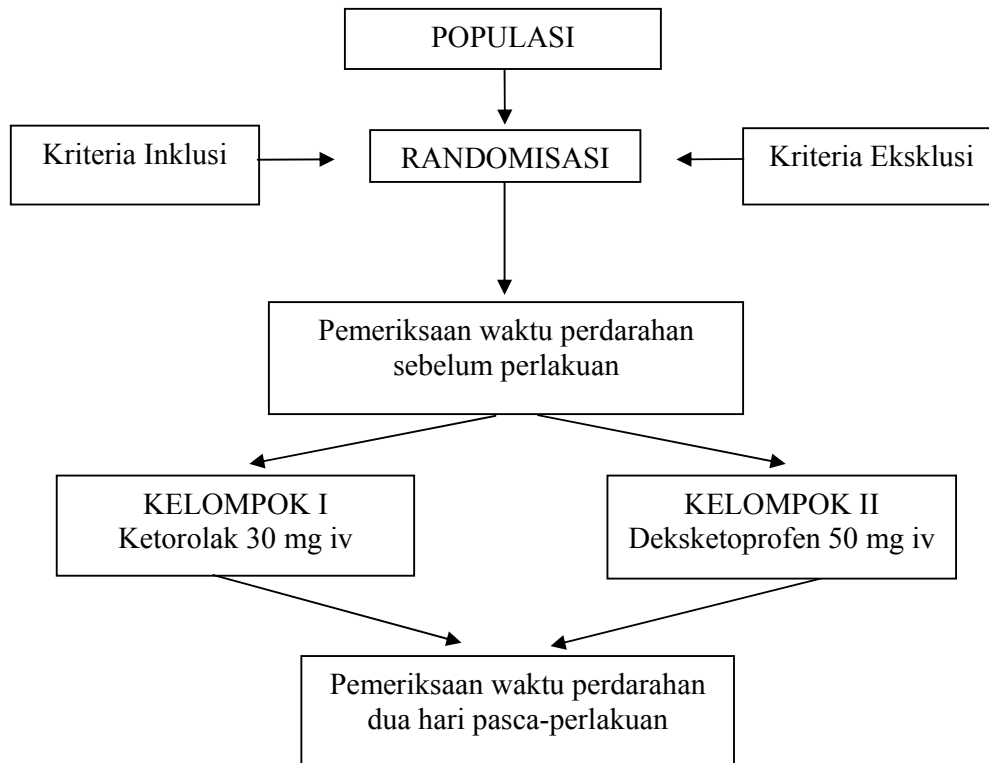 POPULASI
Kriteria Inklusi
RANDOMISASI
Kriteria Eksklusi
Pemeriksaan waktu perdarahan
sebelum perlakuan
KELOMPOK I
Ketorolak 30 mg iv
KELOMPOK II
Deksketoprofen 50 mg iv
Pemeriksaan waktu perdarahan
dua hari pasca-perlakuan